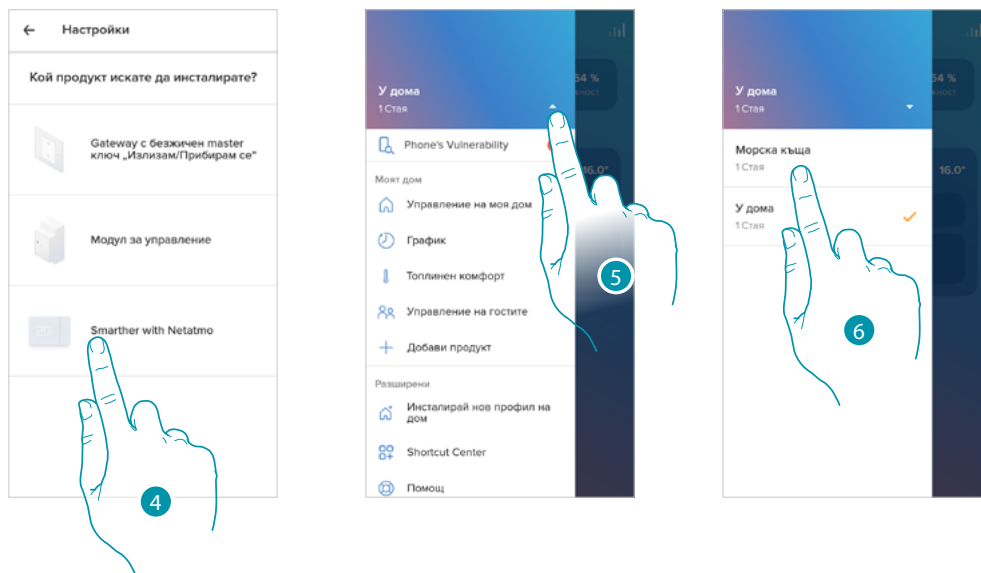 ← Настройки
Кой продукт искате да инсталирате?
Gateway с безжичен master
ключ „Излизам/Прибирам се“
Модул за управление
Smarther with Netatmo
4
У дома
1 Стая
54 %
Phone's Vulnerability
16.0°
Моят дом
Управление на моя дом
График
Топлинен комфорт
Управление на гостите
Добави продукт
Разширени
Инсталирай нов профил на
дом
Shortcut Center
Помощ
5
У дома
1 Стая
54 %
Морска къща
1 Стая
16.0°
У дома
1 Стая
6